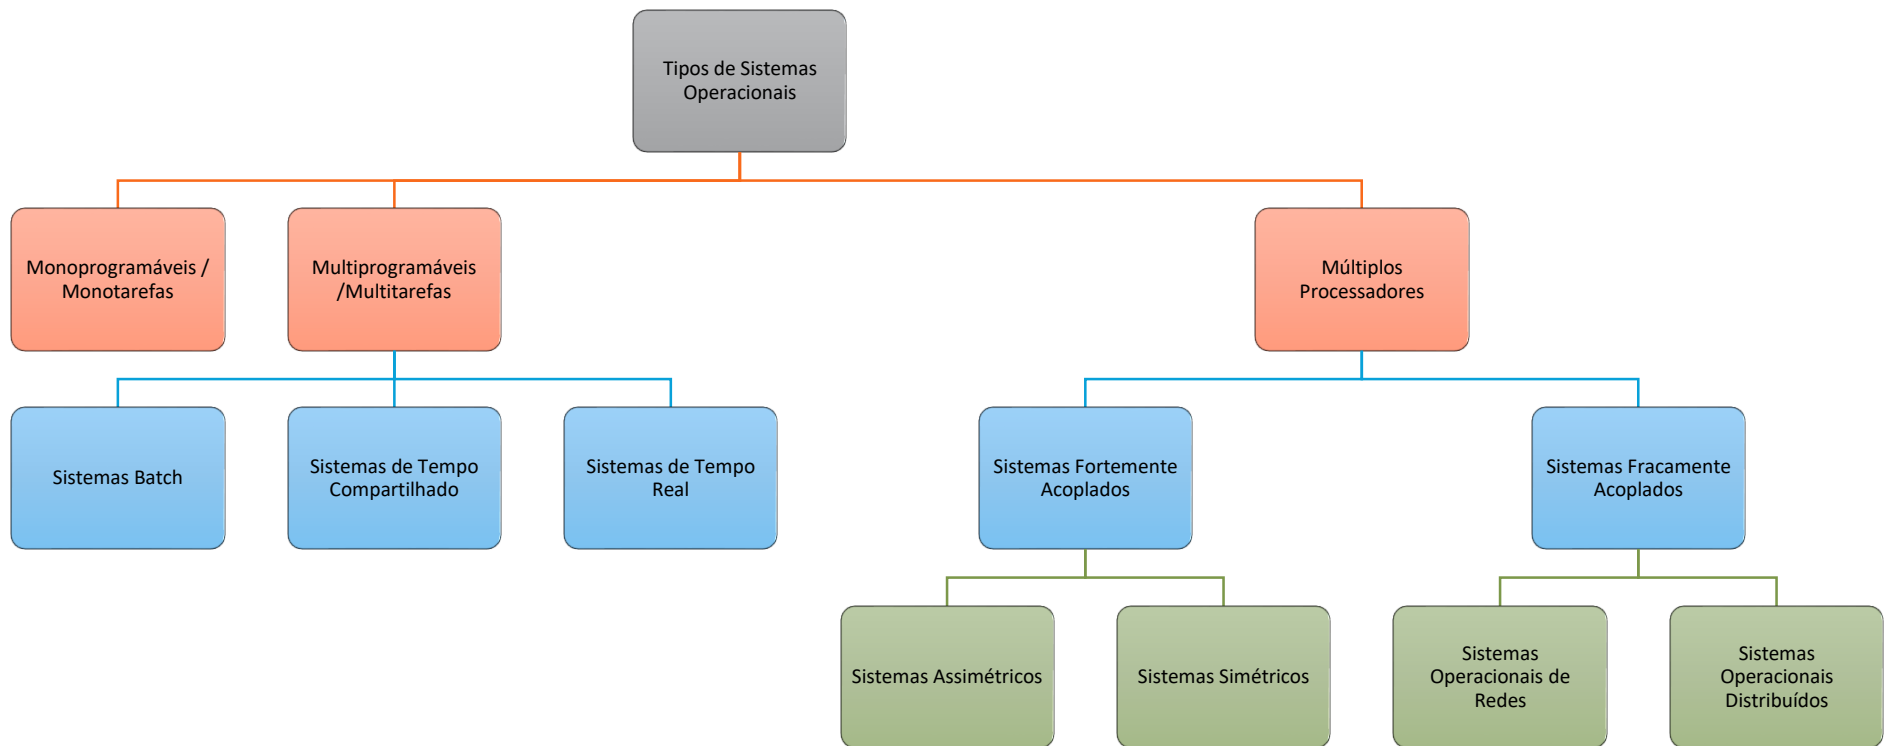 Tipos de Sistemas
Operacionais
Monoprogramáveis /
Monotarefas
Multiprogramáveis
/Multitarefas
Múltiplos
Processadores
Sistemas Batch
Sistemas de Tempo
Compartilhado
Sistemas de Tempo
Real
Sistemas Fortemente
Acoplados
Sistemas Fracamente
Acoplados
Sistemas Assimétricos
Sistemas Simétricos
Sistemas
Operacionais de
Redes
Sistemas
Operacionais
Distribuídos